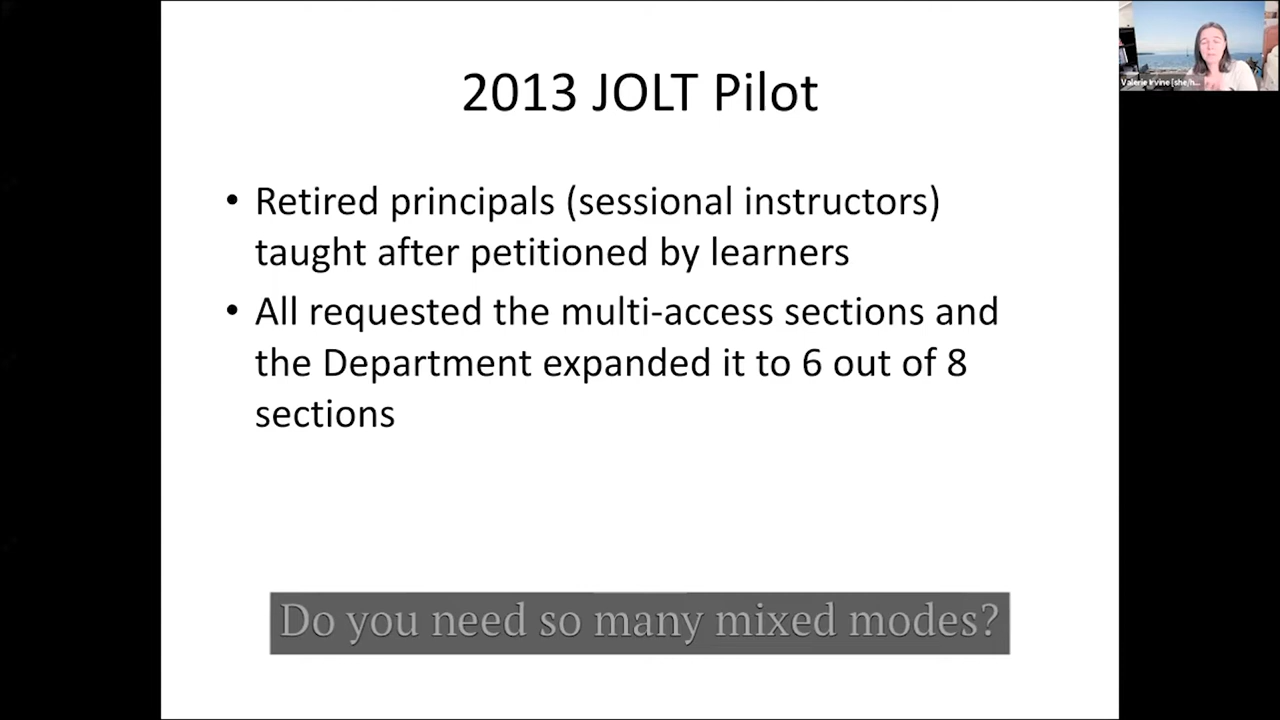 2013 JOLT Pilot
• Retired principals (sessional instructors)
taught after petitioned by learners
• All requested the multi-access sections and
the Department expanded it to 6 out of 8
sections
Do you need so many mixed modes?
Valerie Irvine [she/h...